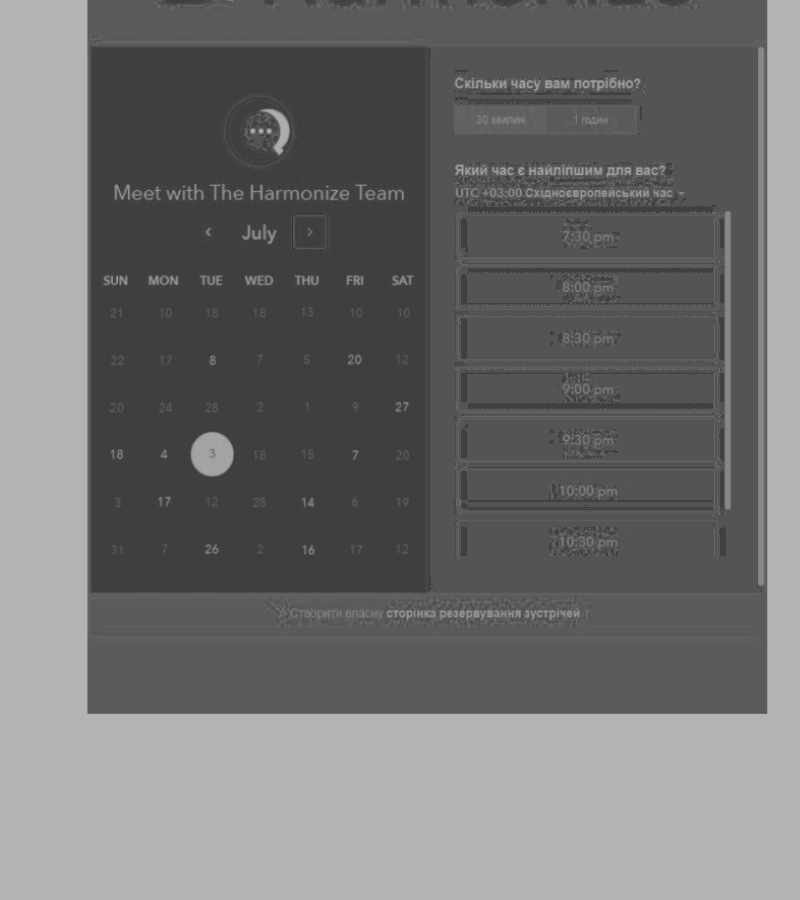 Meet with The Harmonize Team
July
SUN MON TUE WED THU FRI SAT
21 10 18 18 13 10 10
22 17 8 7 5 20 12
20 24 28 2 1 9 27
18 4 3 18 15 7 20
3 17 12 28 14 6 19
31 7 26 2 16 17 12
Скільки часу вам потрібно?
30 хвилин 1 годин
Який час є найліпшим для вас?
UTC +03:00 Східноєвропейський час
7:30 pm
8:00 pm
8:30 pm
9:00 pm
9:30 pm
10:00 pm
10:30 pm
Створити власну сторінка резервування зустрічей